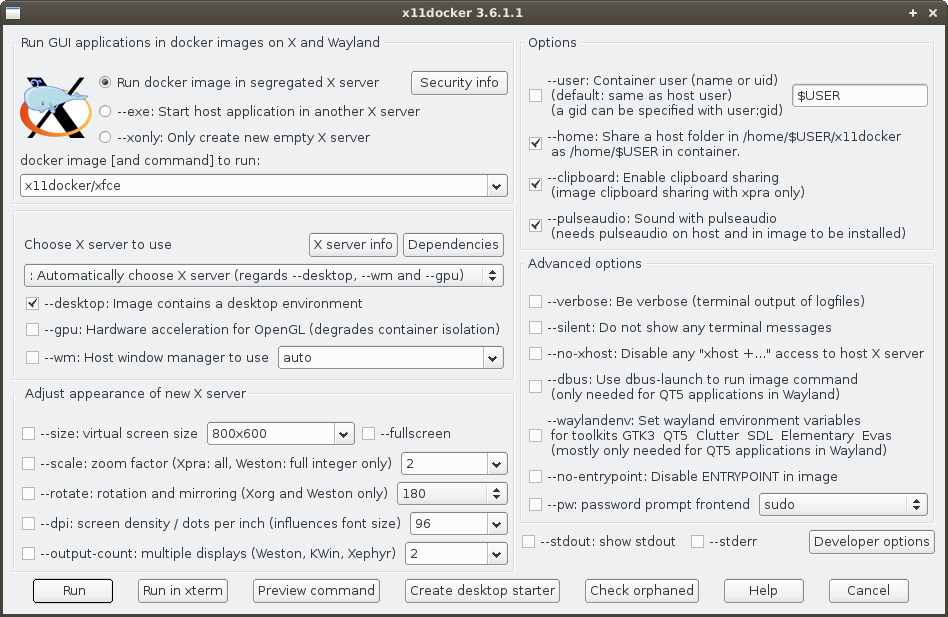 x11docker 3.6.1.1
Run GUI applications in docker images on X and Wayland
Run docker image in segregated X server
Security info
--exe: Start host application in another X server
--xonly: Only create new empty X server
docker image [and command] to run:
x11docker/xfce
Choose X server to use
X server info
Dependencies
: Automatically choose X server (regards --desktop, --wm and --gpu)
--desktop: Image contains a desktop environment
--gpu: Hardware acceleration for OpenGL (degrades container isolation)
--wm: Host window manager to use
auto
Adjust appearance of new X server
--size: virtual screen size
800x600
--fullscreen
--scale: zoom factor (Xpra: all, Weston: full integer only)
2
--rotate: rotation and mirroring (Xorg and Weston only)
180
--dpi: screen density / dots per inch (influences font size)
96
--output-count: multiple displays (Weston, KWin, Xephyr)
2
Options
--user: Container user (name or uid)
(default: same as host user)
(a gid can be specified with user:gid)
$USER
--home: Share a host folder in /home/$USER/x11docker
as /home/$USER in container.
--clipboard: Enable clipboard sharing
(image clipboard sharing with xpra only)
--pulseaudio: Sound with pulseaudio
(needs pulseaudio on host and in image to be installed)
Advanced options
--verbose: Be verbose (terminal output of logfiles)
--silent: Do not show any terminal messages
--no-xhost: Disable any "xhost +..." access to host X server
--dbus: Use dbus-launch to run image command
(only needed for QT5 applications in Wayland)
--waylandenv: Set wayland environment variables
for toolkits GTK3 QT5 Clutter SDL Elementary Evas
(mostly only needed for QT5 applications in Wayland)
--no-entrypoint: Disable ENTRYPOINT in image
--pw: password prompt frontend
sudo
--stdout: show stdout
--stderr
Developer options
Run
Run in xterm
Preview command
Create desktop starter
Check orphaned
Help
Cancel